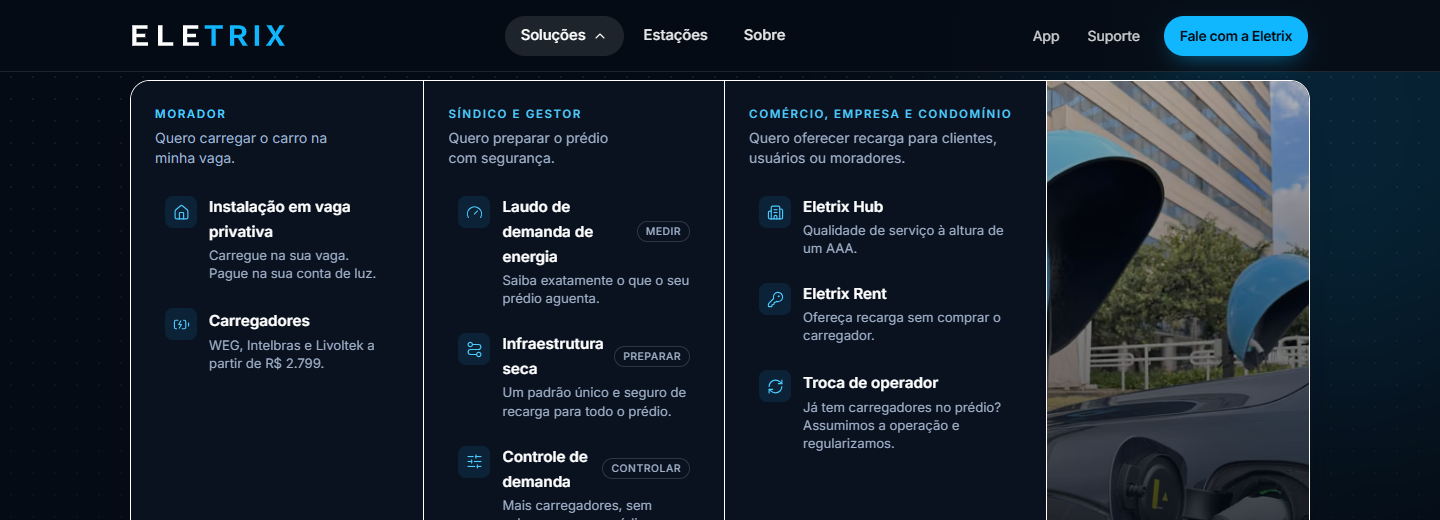 ELETRIX
Soluções
Estações
Sobre
App
Suporte
Fale com a Eletrix
MORADOR
Quero carregar o carro na
minha vaga.
Instalação em vaga
privativa
Carregue na sua vaga.
Pague na sua conta de luz.
Carregadores
WEG, Intelbras e Livoltek a
partir de R$ 2.799.
SÍNDICO E GESTOR
Quero preparar o prédio
com segurança.
Laudo de
demanda de
energia
MEDIR
Saiba exatamente o que o seu
prédio aguenta.
Infraestrutura
seca
PREPARAR
Um padrão único e seguro de
recarga para todo o prédio.
Controle de
demanda
CONTROLAR
Mais carregadores, sem
COMÉRCIO, EMPRESA E CONDOMÍNIO
Quero oferecer recarga para clientes,
usuários ou moradores.
Eletrix Hub
Qualidade de serviço à altura de
um AAA.
Eletrix Rent
Ofereça recarga sem comprar o
carregador.
Troca de operador
Já tem carregadores no prédio?
Assumimos a operação e
regularizamos.